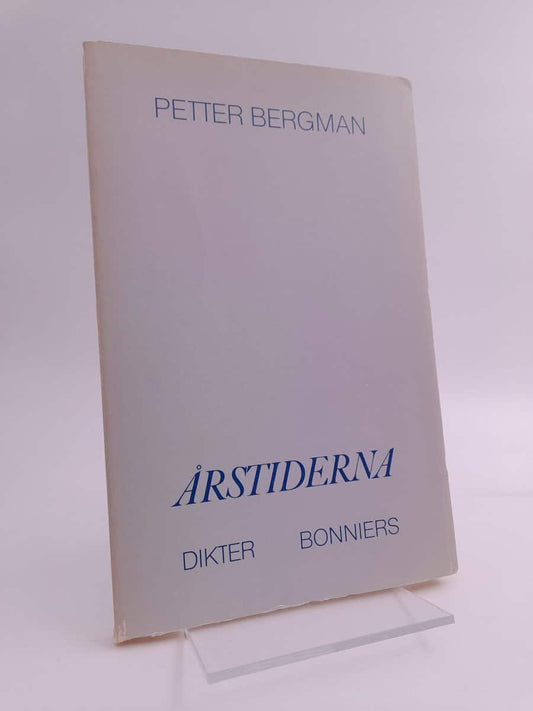 PETTER BERGMAN
ÅRSTIDERNA
DIKTER BONNIERS